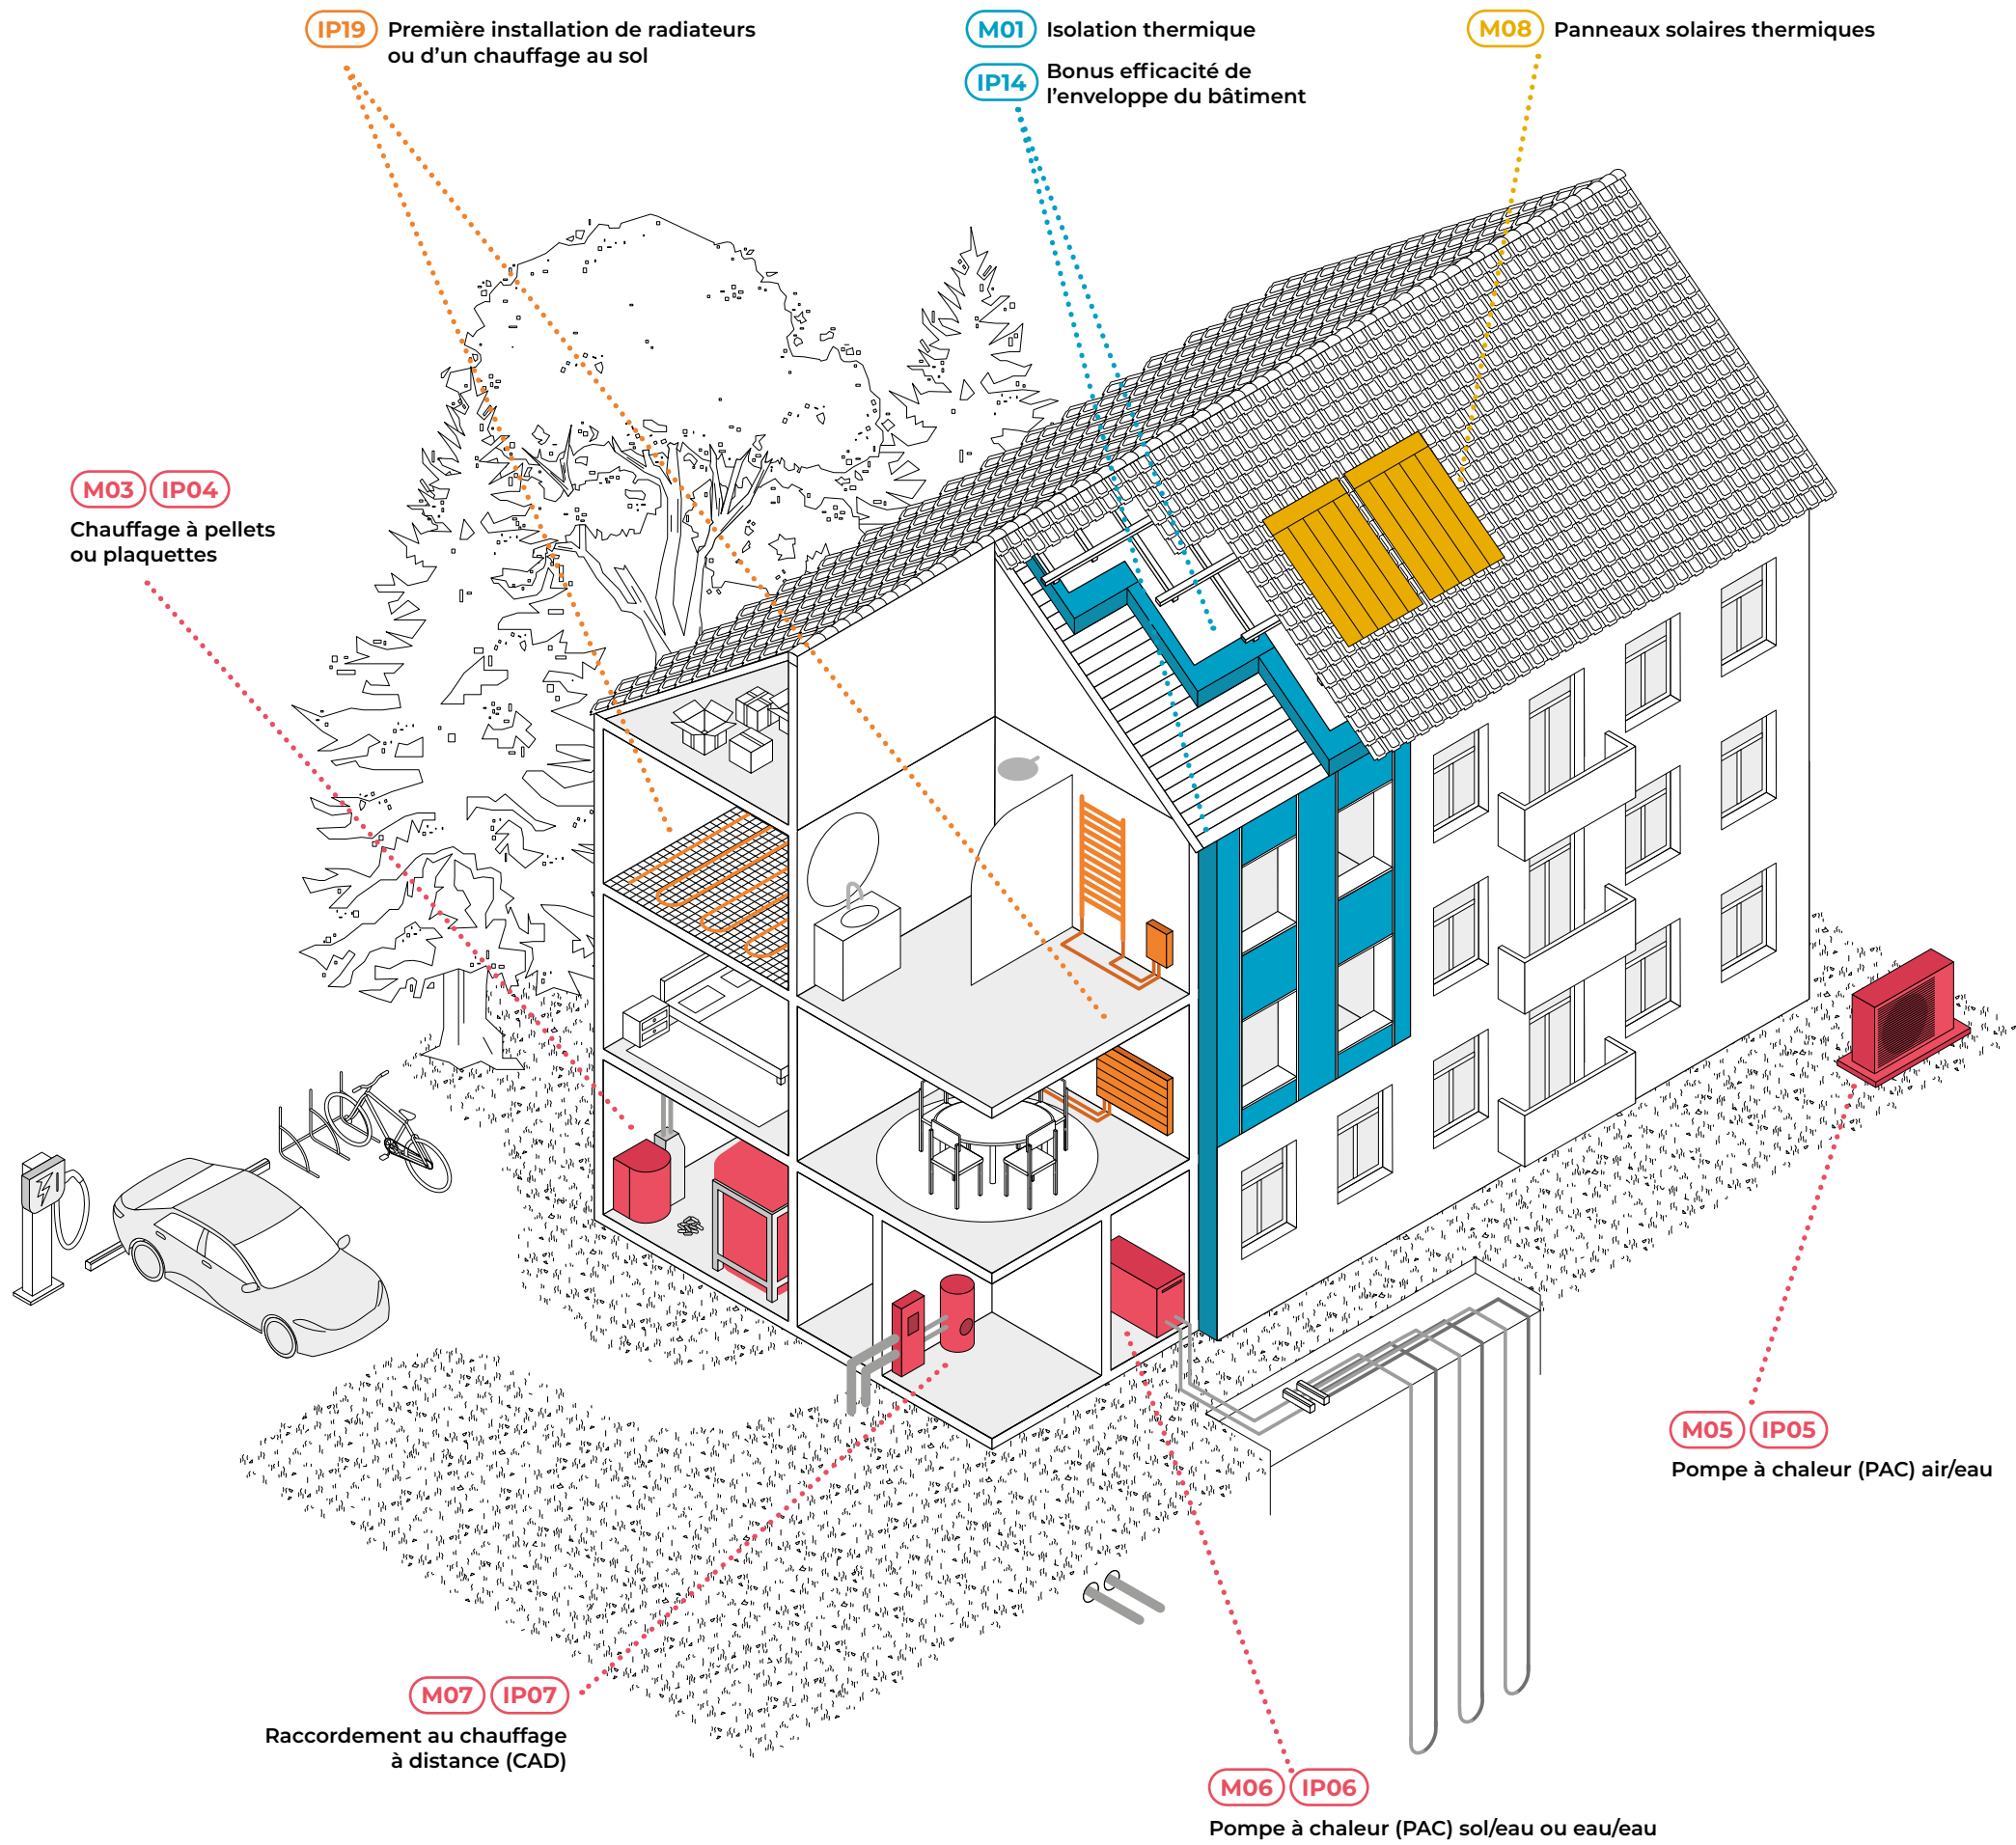 IP19 Première installation de radiateurs
ou d’un chauffage au sol
M01 Isolation thermique
IP14 Bonus efficacité de
l’enveloppe du bâtiment
M08 Panneaux solaires thermiques
M03 IP04
Chauffage à pellets
ou plaquettes
M05 IP05
Pompe à chaleur (PAC) air/eau
M07 IP07
Raccordement au chauffage
à distance (CAD)
M06 IP06
Pompe à chaleur (PAC) sol/eau ou eau/eau